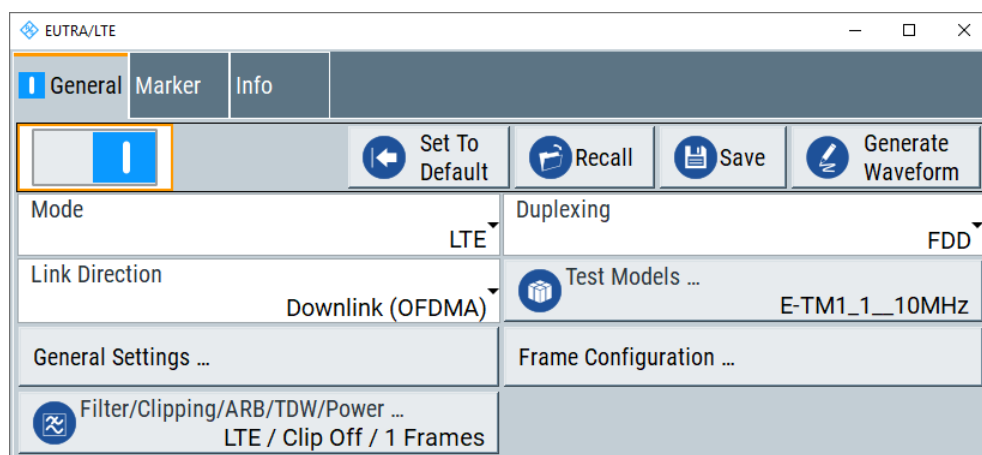 EUTRA/LTE
General
Marker
Info
Set To
Default
Recall
Save
Generate
Waveform
Mode
LTE
Duplexing
FDD
Link Direction
Downlink (OFDMA)
Test Models ...
E-TM1_1__10MHz
General Settings ...
Frame Configuration ...
Filter/Clipping/ARB/TDW/Power ...
LTE / Clip Off / 1 Frames